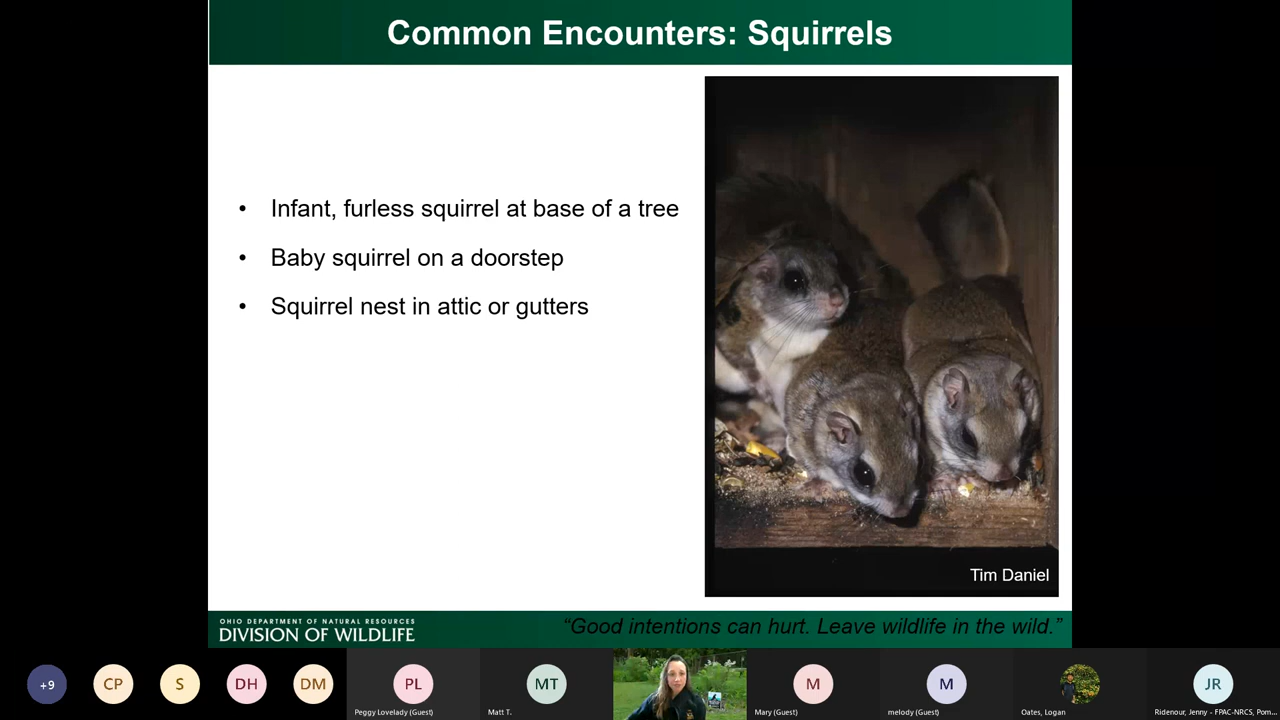 Common Encounters: Squirrels
• Infant, furless squirrel at base of a tree
• Baby squirrel on a doorstep
• Squirrel nest in attic or gutters
Tim Daniel
OHIO DEPARTMENT OF NATURAL RESOURCES
DIVISION OF WILDLIFE
“Good intentions can hurt. Leave wildlife in the wild.”
+9
CP
S
DH
DM
PL
MT
M
M
JR
Peggy Lovelady (Guest)
Matt T.
Mary (Guest)
melody (Guest)
Oates, Logan
Ridenour, Jenny - FPAC-NRCS, Pom...